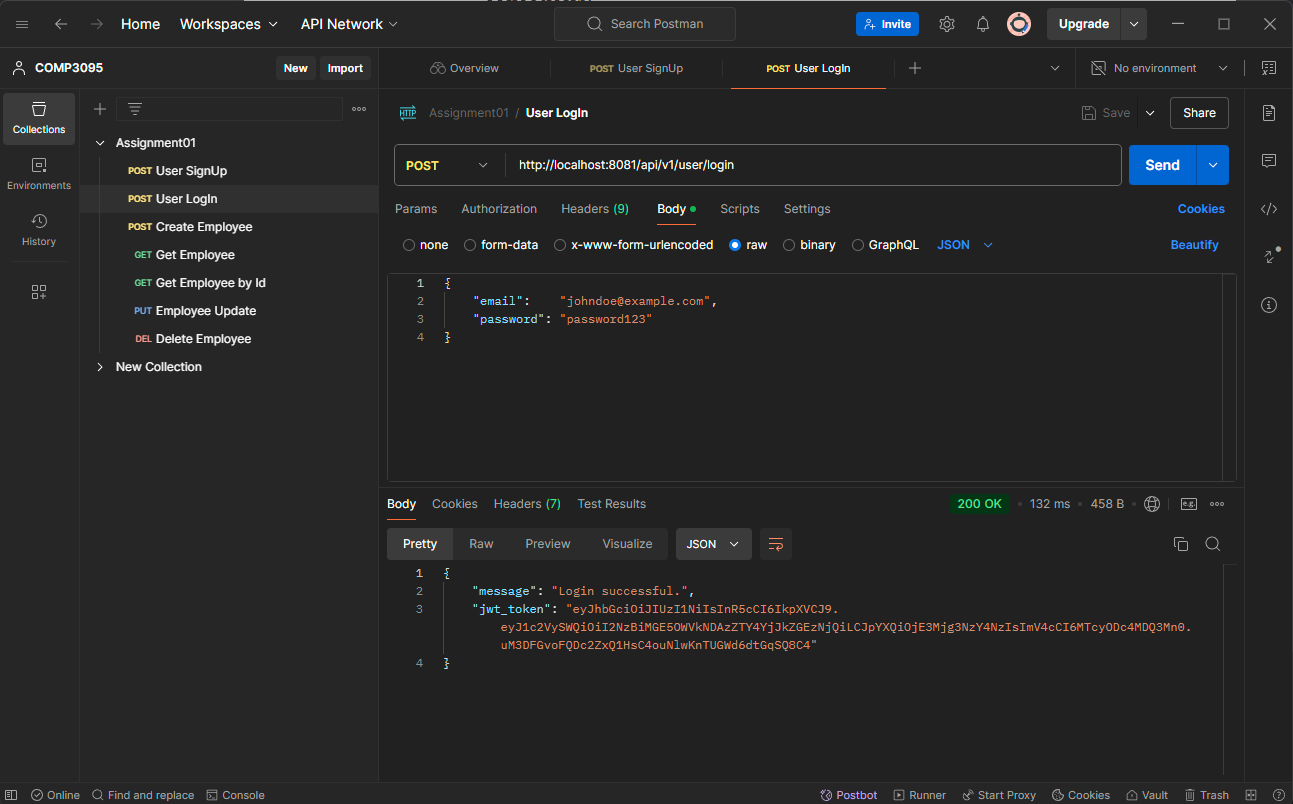 Home Workspaces API Network Search Postman Invite Upgrade
COMP3095 New Import Overview POST User SignUp POST User LogIn No environment
Collections
Environments
History
Assignment01
POST User SignUp
POST User LogIn
POST Create Employee
GET Get Employee
GET Get Employee by Id
PUT Employee Update
DEL Delete Employee
New Collection
HTTP Assignment01 / User LogIn Save Share
POST http://localhost:8081/api/v1/user/login Send
Params Authorization Headers (9) Body Scripts Settings Cookies
none form-data x-www-form-urlencoded raw binary GraphQL JSON Beautify
1 {
2 "email": "johndoe@example.com",
3 "password": "password123"
4 }
Body Cookies Headers (7) Test Results 200 OK 132 ms 458 B e.g.
Pretty Raw Preview Visualize JSON
1 {
2 "message": "Login successful.",
3 "jwt_token": "eyJhbGciOiJIUzI1NiIsInR5cCI6IkpXVCJ9.
eyJ1c2VySWQiOiI2NzBiMGE5OWVkNDAzZTY4YjJkZGEzNjQiLCJpYXQiOjE3Mjg3NzY4NzIsImV4cCI6MTcyODc4MDQ3Mn0.
uM3DFGvoFQDc2ZxQ1HsC4ouNlwKnTUGWd6dtGqSQ8C4"
4 }
Online Find and replace Console Postbot Runner Start Proxy Cookies Vault Trash